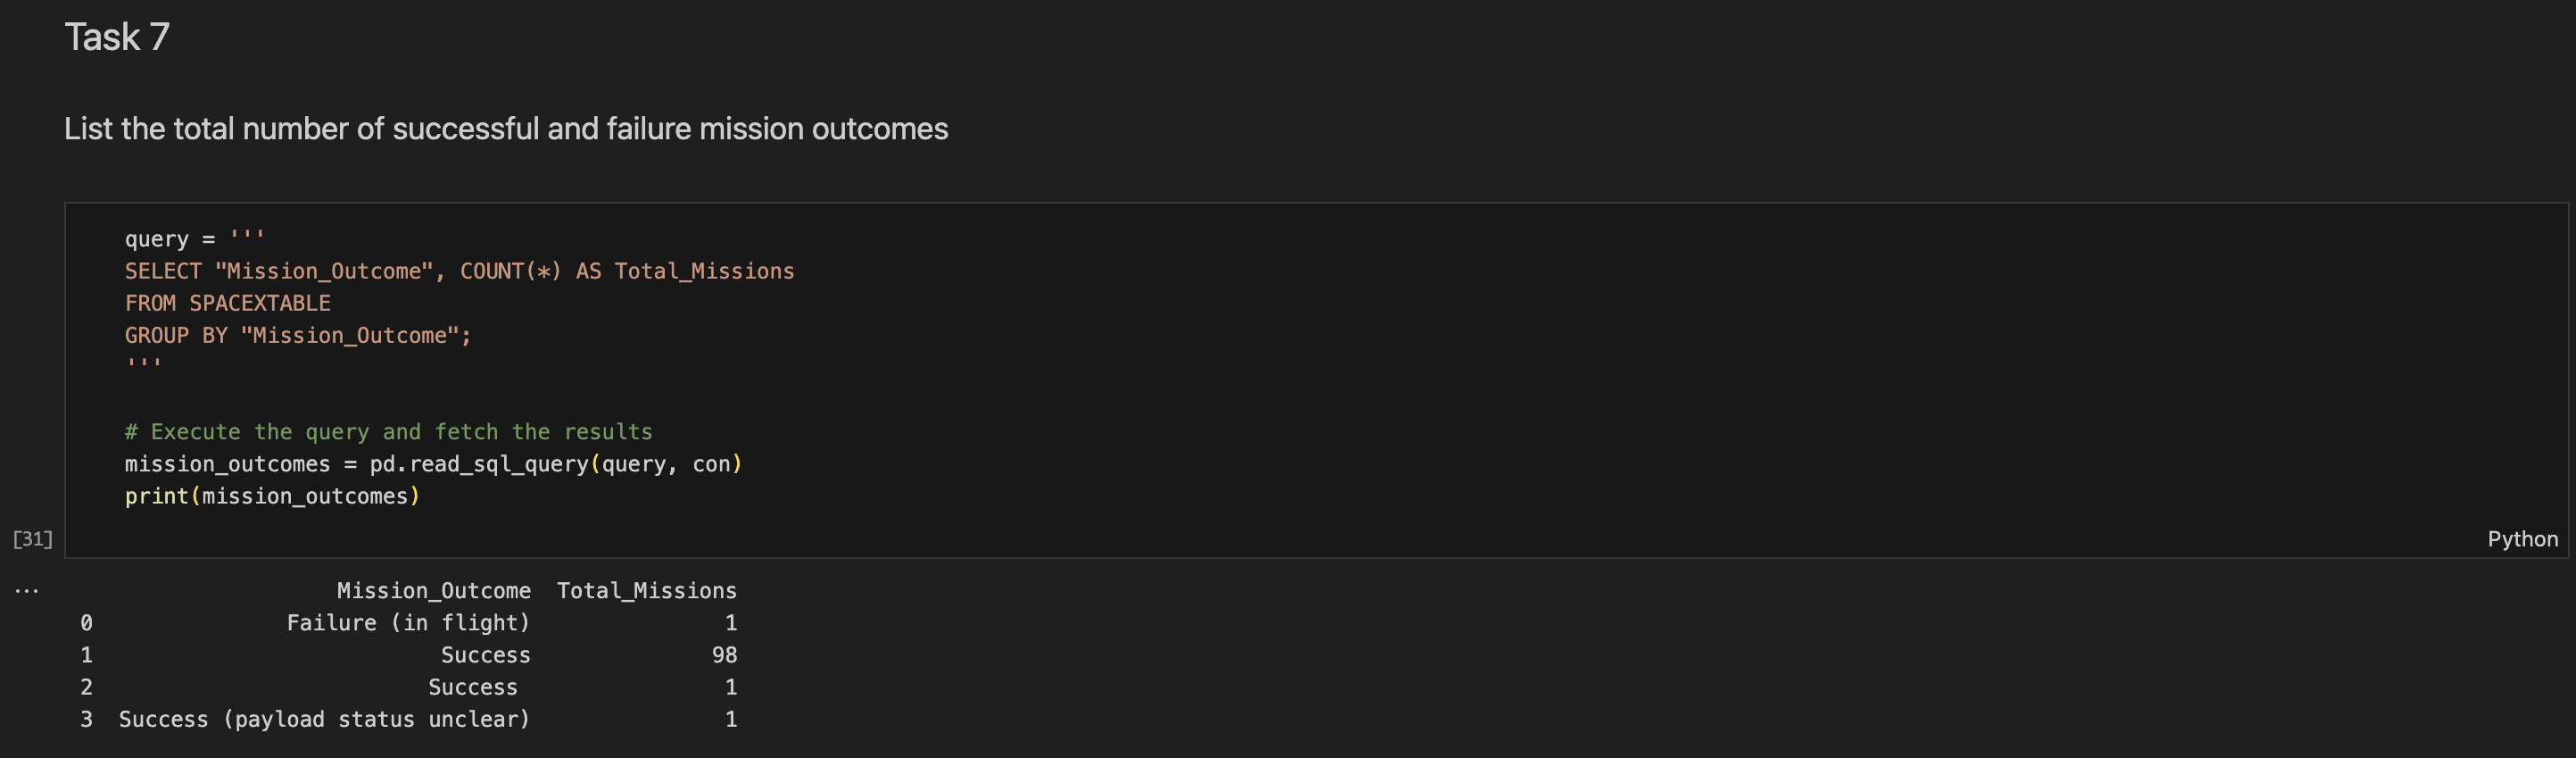 Task 7
List the total number of successful and failure mission outcomes
query = '''
SELECT "Mission_Outcome", COUNT(*) AS Total_Missions
FROM SPACEXTABLE
GROUP BY "Mission_Outcome";
'''
# Execute the query and fetch the results
mission_outcomes = pd.read_sql_query(query, con)
print(mission_outcomes)
[31]
Python
...
Mission_Outcome  Total_Missions
0 Failure (in flight) 1
1 Success 98
2 Success 1
3 Success (payload status unclear) 1